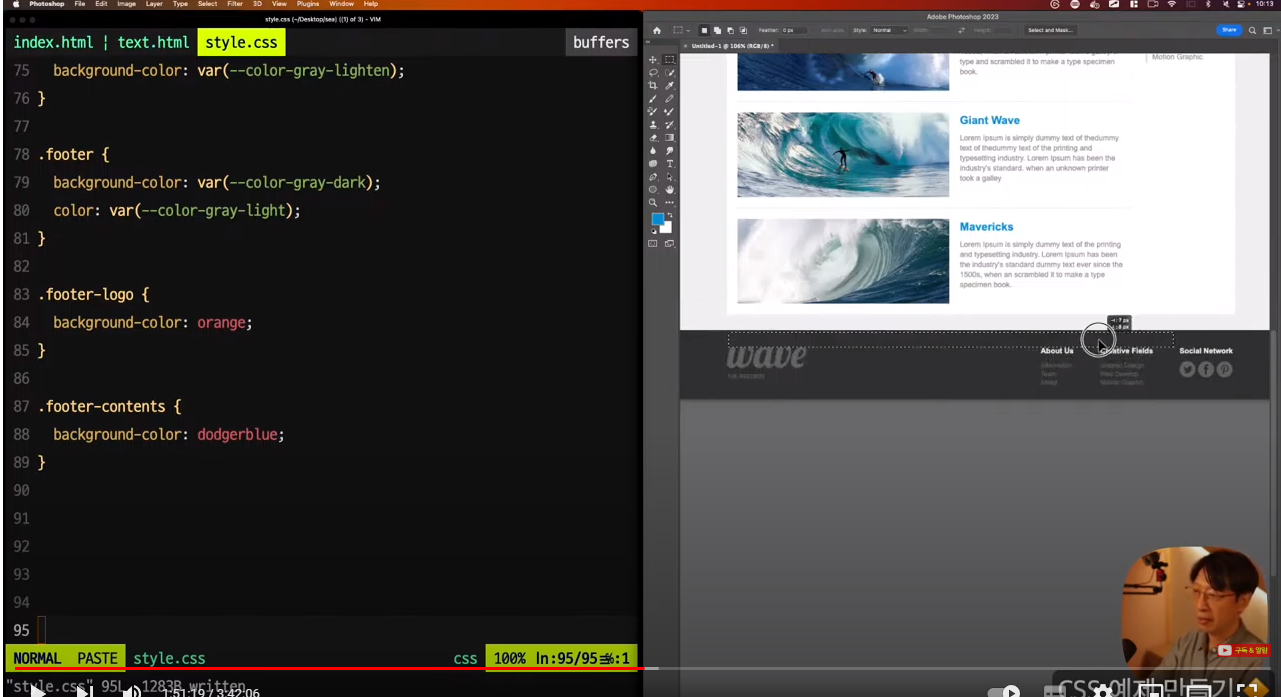 Photoshop File Edit Image Layer Type Select Filter 3D View Plugins Window Help
10:13
style.css (~/Desktop/sea) ((1) of 3) - VIM
index.html | text.html style.css buffers
75 background-color: var(--color-gray-lighten);
76 }
77
78 .footer {
79 background-color: var(--color-gray-dark);
80 color: var(--color-gray-light);
81 }
82
83 .footer-logo {
84 background-color: orange;
85 }
86
87 .footer-contents {
88 background-color: dodgerblue;
89 }
90
91
92
93
94
95
NORMAL PASTE style.css css 100% ln:95/95 ☰%:1
"style.css" 95L, 1283B written
1:51:19 / 3:42:06
Adobe Photoshop 2023
Feather: 0 px Style: Normal Select and Mask... Share
Untitled-1 @ 106% (RGB/8) *
type and scrambled it to make a type specimen
book.
Motion Graphic
Giant Wave
Lorem Ipsum is simply dummy text of thedummy
text of thedummy text of the printing and
typesetting industry. Lorem Ipsum has been the
industry's standard. when an unknown printer
took a galley
Mavericks
Lorem Ipsum is simply dummy text of the printing
and typesetting industry. Lorem Ipsum has been
the industry's standard dummy text ever since the
1500s, when an scrambled it to make a type
specimen book.
wave
About Us
Creative Fields
Social Network
Graphic Design
Web Develop
Motion Graphic
구독 & 알림
CSS 예제 만들기